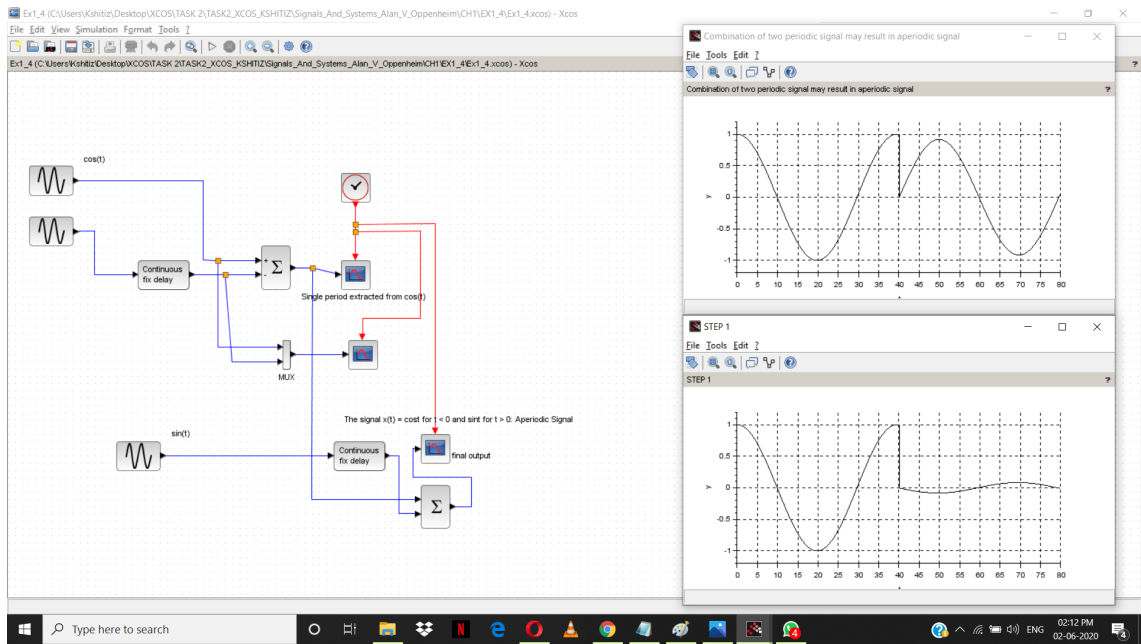 Ex1_4 (C:\Users\Kshitiz\Desktop\XCOS\TASK 2\TASK2_XCOS_KSHITIZ\Signals_And_Systems_Alan_V_Oppenheim\CH1\EX1_4\Ex1_4.xcos) - Xcos
File Edit View Simulation Format Tools ?
Ex1_4 (C:\Users\Kshitiz\Desktop\XCOS\TASK 2\TASK2_XCOS_KSHITIZ\Signals_And_Systems_Alan_V_Oppenheim\CH1\EX1_4\Ex1_4.xcos) - Xcos
?
cos(t)
Continuous
fix delay
+
-
Σ
Single period extracted from cos(t)
MUX
The signal x(t) = cost for t < 0 and sint for t > 0: Aperiodic Signal
sin(t)
Continuous
fix delay
final output
Σ
Combination of two periodic signal may result in aperiodic signal
File Tools Edit ?
Combination of two periodic signal may result in aperiodic signal
?
1
0.5
y
0
-0.5
-1
0 5 10 15 20 25 30 35 40 45 50 55 60 65 70 75 80
STEP 1
File Tools Edit ?
STEP 1
?
1
0.5
y
0
-0.5
-1
0 5 10 15 20 25 30 35 40 45 50 55 60 65 70 75 80
Type here to search
ENG
02:12 PM
02-06-2020
4
4